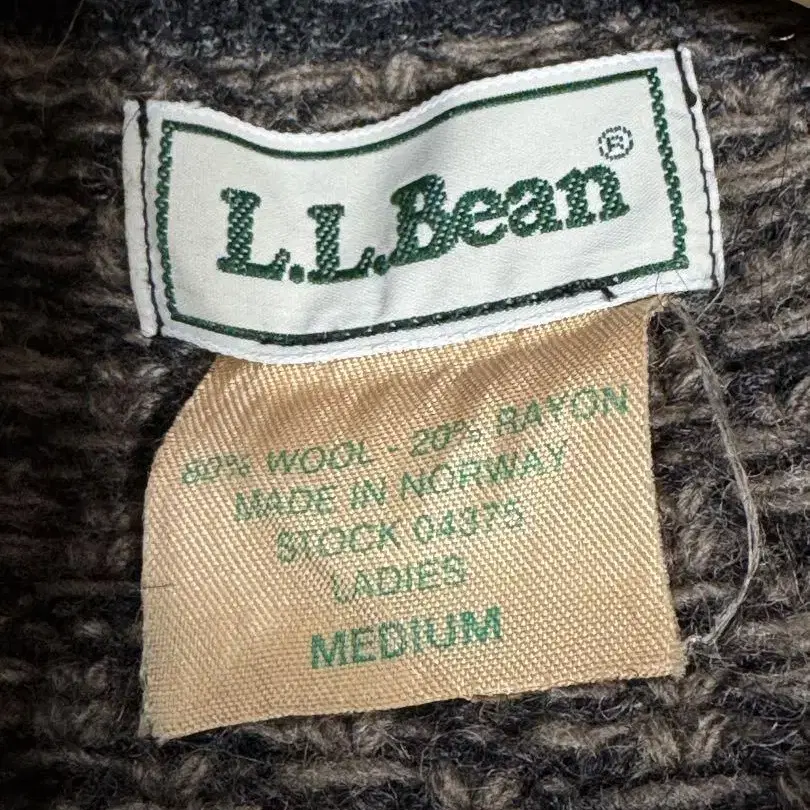 L.L.Bean®
80% WOOL - 20% RAYON
MADE IN NORWAY
STOCK 04375
LADIES
MEDIUM